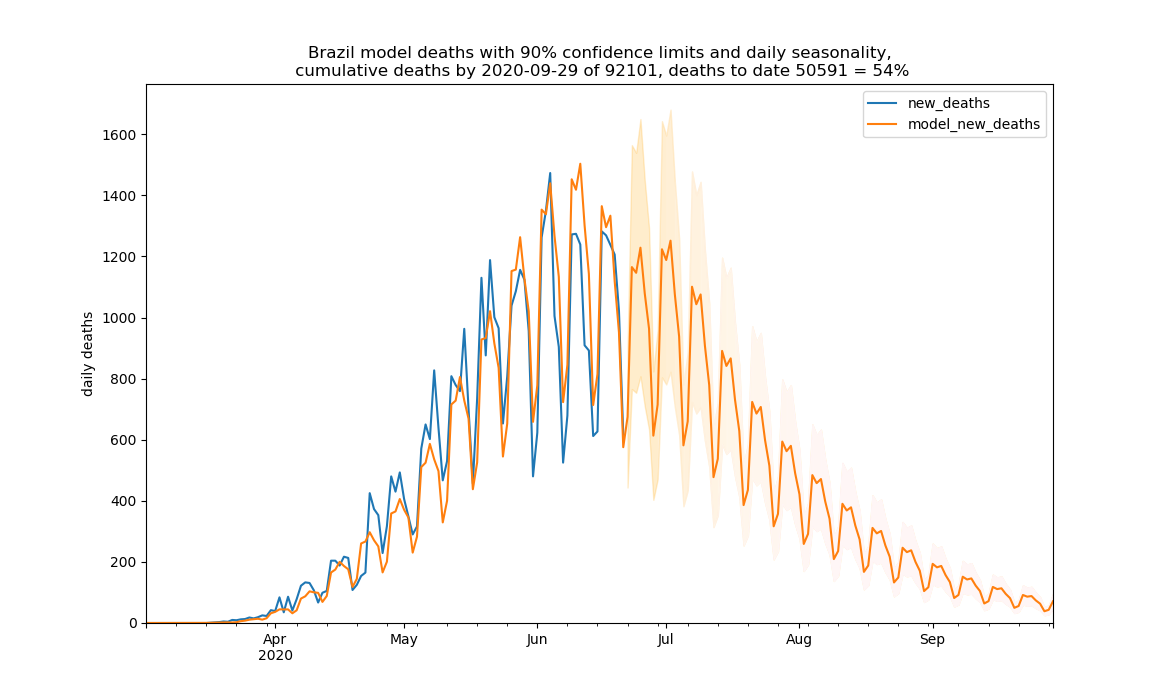 Brazil model deaths with 90% confidence limits and daily seasonality,
cumulative deaths by 2020-09-29 of 92101, deaths to date 50591 = 54%
new_deaths
model_new_deaths
daily deaths
1600
1400
1200
1000
800
600
400
200
0
Apr
2020
May
Jun
Jul
Aug
Sep